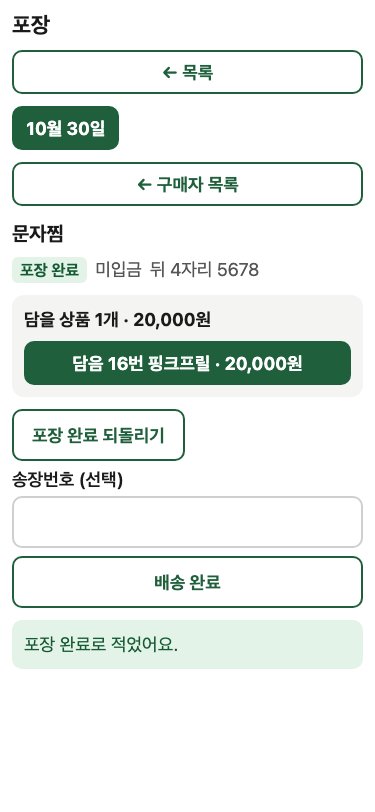 포장
← 목록
10월 30일
← 구매자 목록
문자찜
포장 완료 미입금 뒤 4자리 5678
담을 상품 1개 · 20,000원
담음 16번 핑크프릴 · 20,000원
포장 완료 되돌리기
송장번호 (선택)
배송 완료
포장 완료로 적었어요.